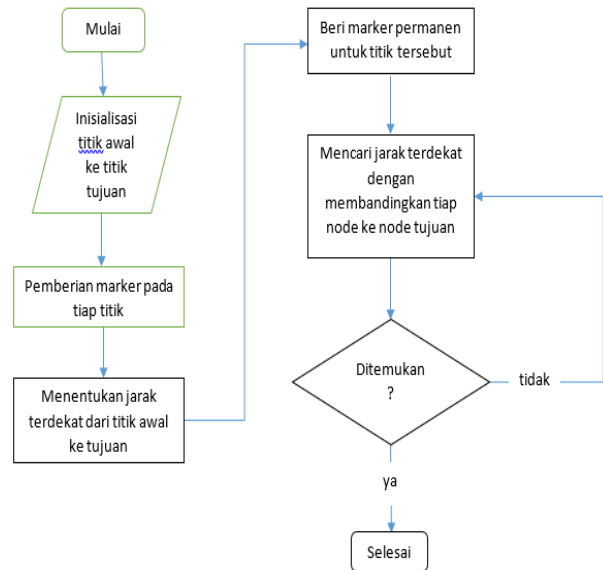 Mulai
Inisialisasi
titik awal
ke titik
tujuan
Pemberian marker pada
tiap titik
Menentukan jarak
terdekat dari titik awal
ke tujuan
Beri marker permanen
untuk titik tersebut
Mencari jarak terdekat
dengan
membandingkan tiap
node ke node tujuan
Ditemukan
?
tidak
ya
Selesai